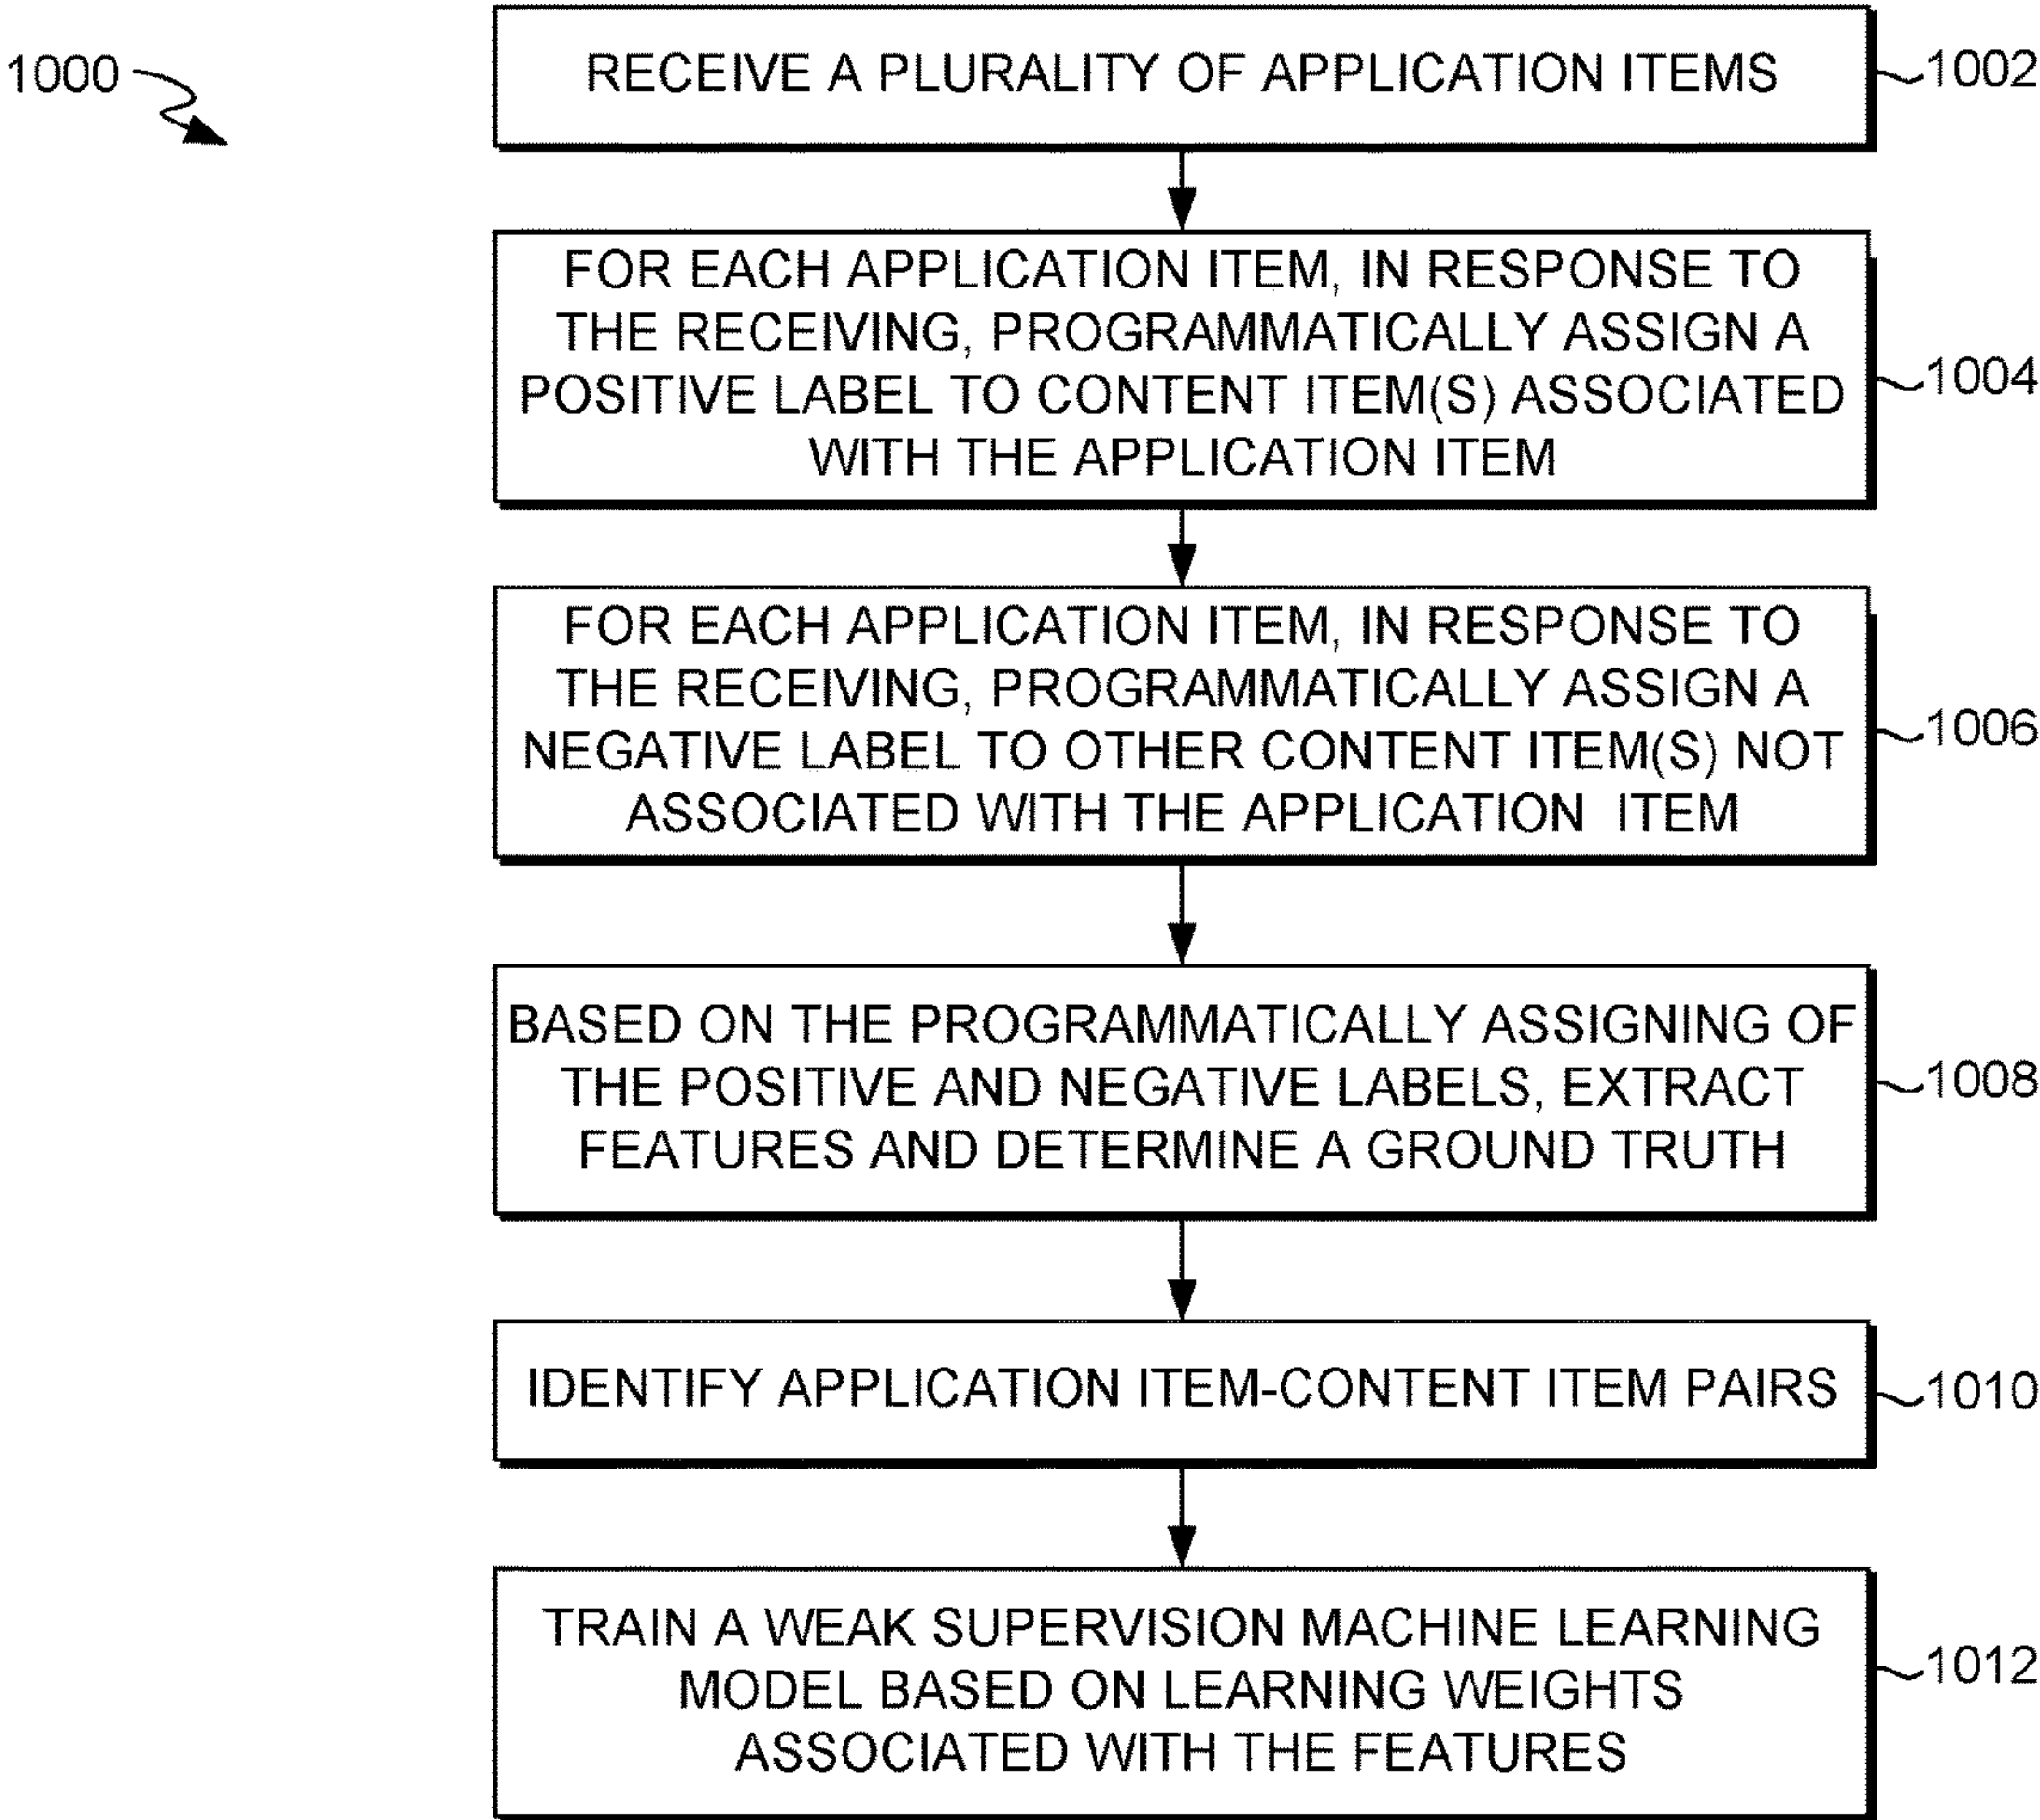 1000
RECEIVE A PLURALITY OF APPLICATION ITEMS
1002
FOR EACH APPLICATION ITEM, IN RESPONSE TO
THE RECEIVING, PROGRAMMATICALLY ASSIGN A
POSITIVE LABEL TO CONTENT ITEM(S) ASSOCIATED
WITH THE APPLICATION ITEM
1004
FOR EACH APPLICATION ITEM, IN RESPONSE TO
THE RECEIVING, PROGRAMMATICALLY ASSIGN A
NEGATIVE LABEL TO OTHER CONTENT ITEM(S) NOT
ASSOCIATED WITH THE APPLICATION ITEM
1006
BASED ON THE PROGRAMMATICALLY ASSIGNING OF
THE POSITIVE AND NEGATIVE LABELS, EXTRACT
FEATURES AND DETERMINE A GROUND TRUTH
1008
IDENTIFY APPLICATION ITEM-CONTENT ITEM PAIRS
1010
TRAIN A WEAK SUPERVISION MACHINE LEARNING
MODEL BASED ON LEARNING WEIGHTS
ASSOCIATED WITH THE FEATURES
1012